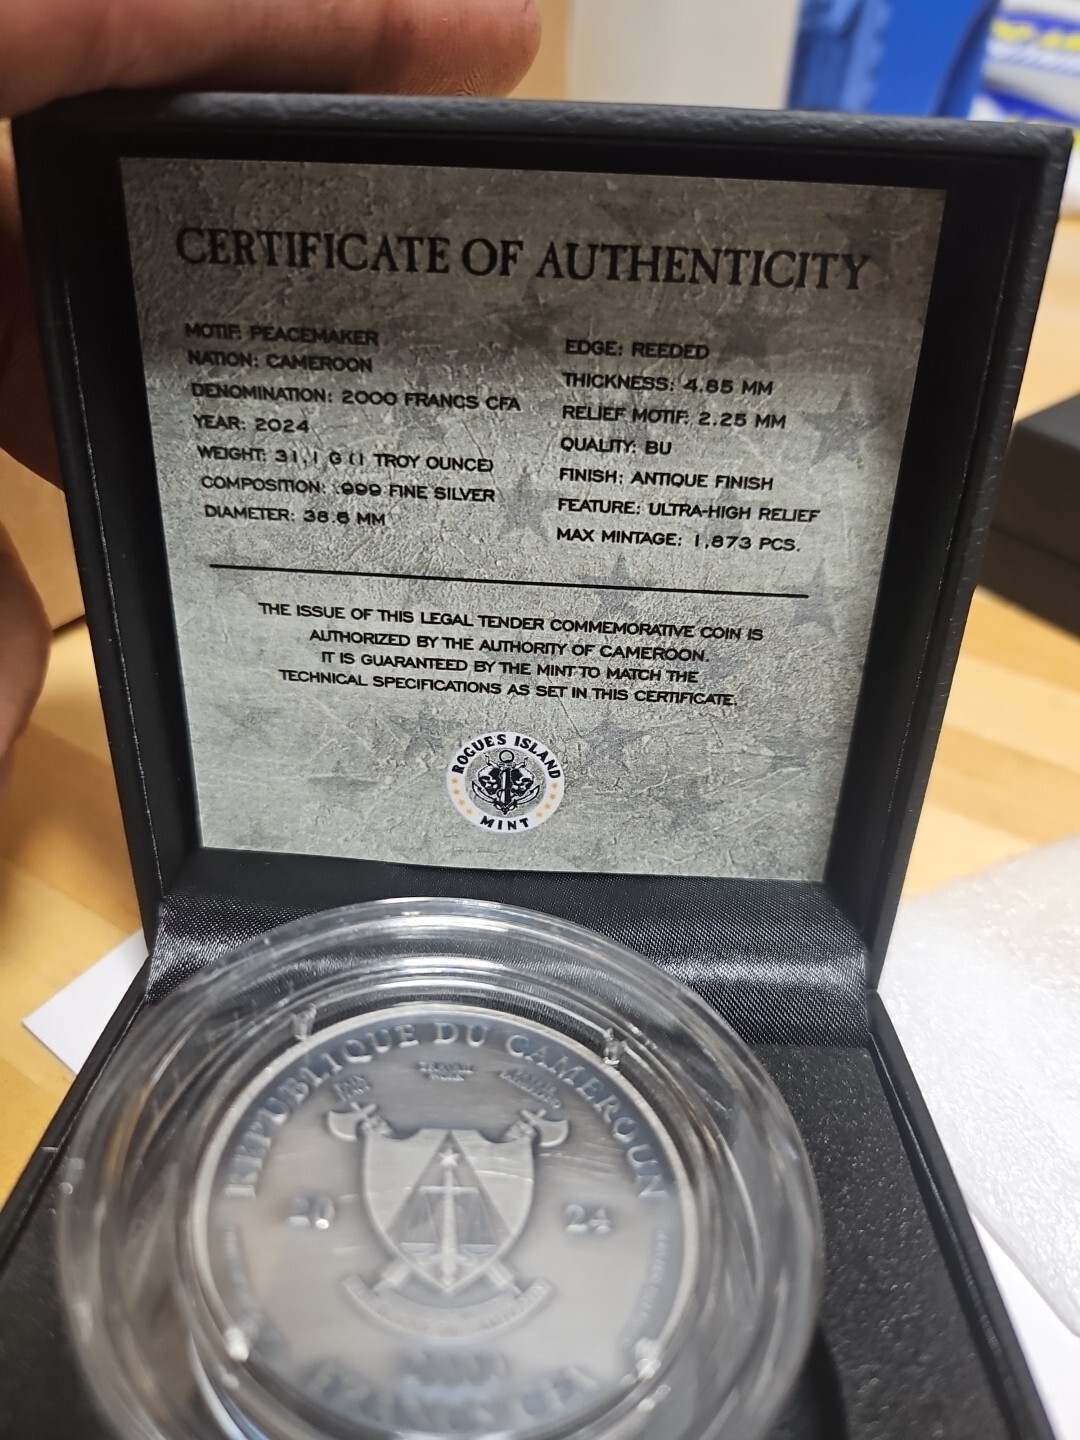 CERTIFICATE OF AUTHENTICITY
MOTIF: PEACEMAKER
NATION: CAMEROON
DENOMINATION: 2000 FRANCS CFA
YEAR: 2024
WEIGHT: 31.1 G (1 TROY OUNCE)
COMPOSITION: .999 FINE SILVER
DIAMETER: 38.6 MM
EDGE: REEDED
THICKNESS: 4.85 MM
RELIEF MOTIF: 2.25 MM
QUALITY: BU
FINISH: ANTIQUE FINISH
FEATURE: ULTRA-HIGH RELIEF
MAX MINTAGE: 1,873 PCS.
THE ISSUE OF THIS LEGAL TENDER COMMEMORATIVE COIN IS
AUTHORIZED BY THE AUTHORITY OF CAMEROON.
IT IS GUARANTEED BY THE MINT TO MATCH THE
TECHNICAL SPECIFICATIONS AS SET IN THIS CERTIFICATE.
ROGUES ISLAND
MINT
REPUBLIQUE DU CAMEROUN
20 24